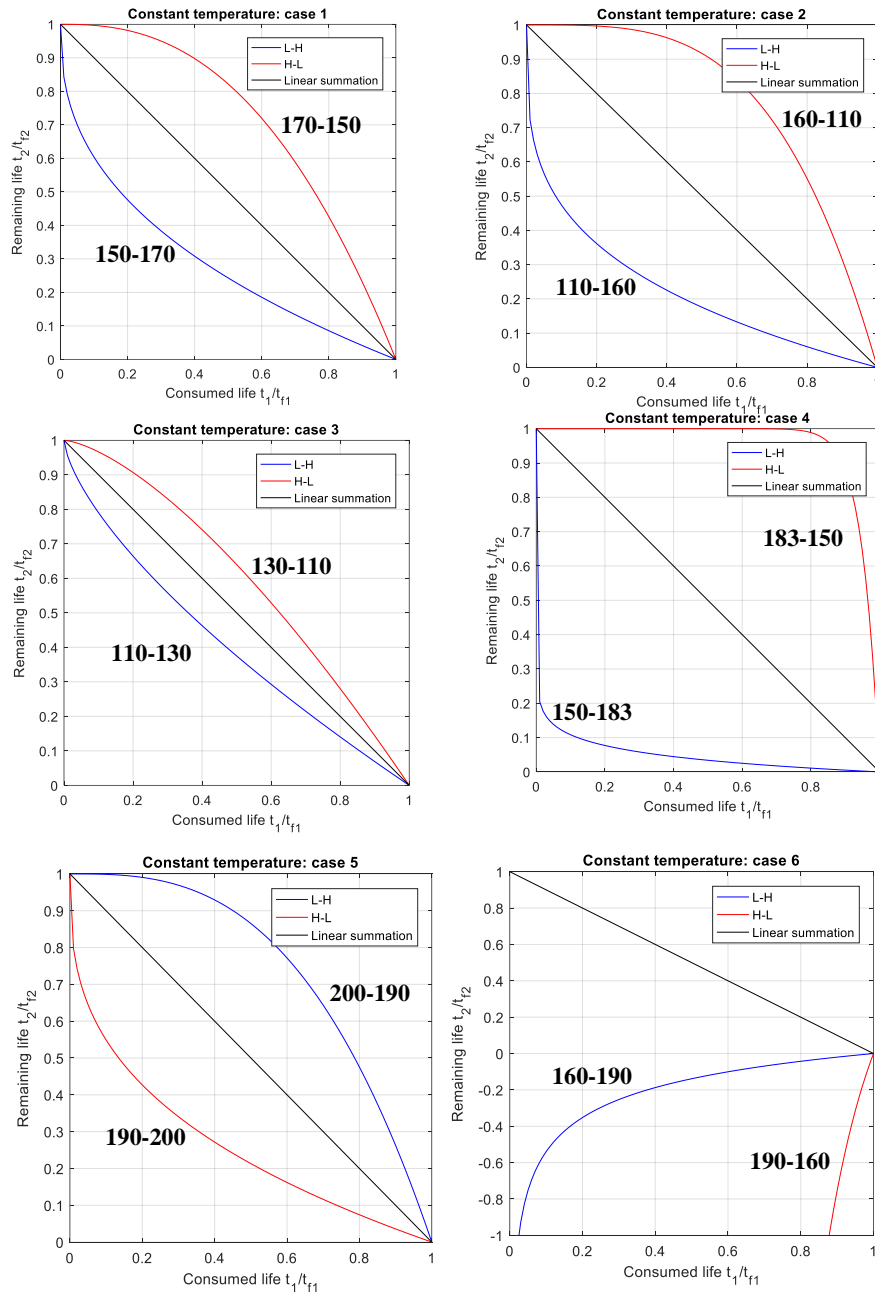 Constant temperature: case 1
1
0.9
0.8
0.7
0.6
0.5
0.4
0.3
0.2
0.1
0
Remaining life t2/tf2
L-H
H-L
Linear summation
170-150
150-170
0 0.2 0.4 0.6 0.8 1
Consumed life t1/tf1
Constant temperature: case 2
1
0.9
0.8
0.7
0.6
0.5
0.4
0.3
0.2
0.1
0
Remaining life t2/tf2
L-H
H-L
Linear summation
160-110
110-160
0 0.2 0.4 0.6 0.8 1
Consumed life t1/tf1
Constant temperature: case 3
1
0.9
0.8
0.7
0.6
0.5
0.4
0.3
0.2
0.1
0
Remaining life t2/tf2
L-H
H-L
Linear summation
130-110
110-130
0 0.2 0.4 0.6 0.8 1
Consumed life t1/tf1
Constant temperature: case 4
1
0.9
0.8
0.7
0.6
0.5
0.4
0.3
0.2
0.1
0
Remaining life t2/tf2
L-H
H-L
Linear summation
183-150
150-183
0 0.2 0.4 0.6 0.8
Consumed life t1/tf1
Constant temperature: case 5
1
0.9
0.8
0.7
0.6
0.5
0.4
0.3
0.2
0.1
0
Remaining life t2/tf2
L-H
H-L
Linear summation
200-190
190-200
0 0.2 0.4 0.6 0.8 1
Consumed life t1/tf1
Constant temperature: case 6
1
0.8
0.6
0.4
0.2
0
-0.2
-0.4
-0.6
-0.8
-1
Remaining life t2/tf2
L-H
H-L
Linear summation
160-190
190-160
0 0.2 0.4 0.6 0.8 1
Consumed life t1/tf1